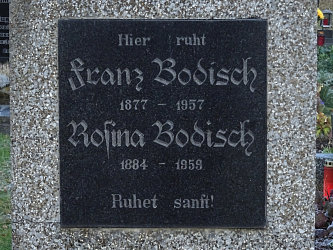 Hier ruht
Franz Bodisch
1877 - 1957
Rosina Bodisch
1884 - 1959
Ruhet sanft!